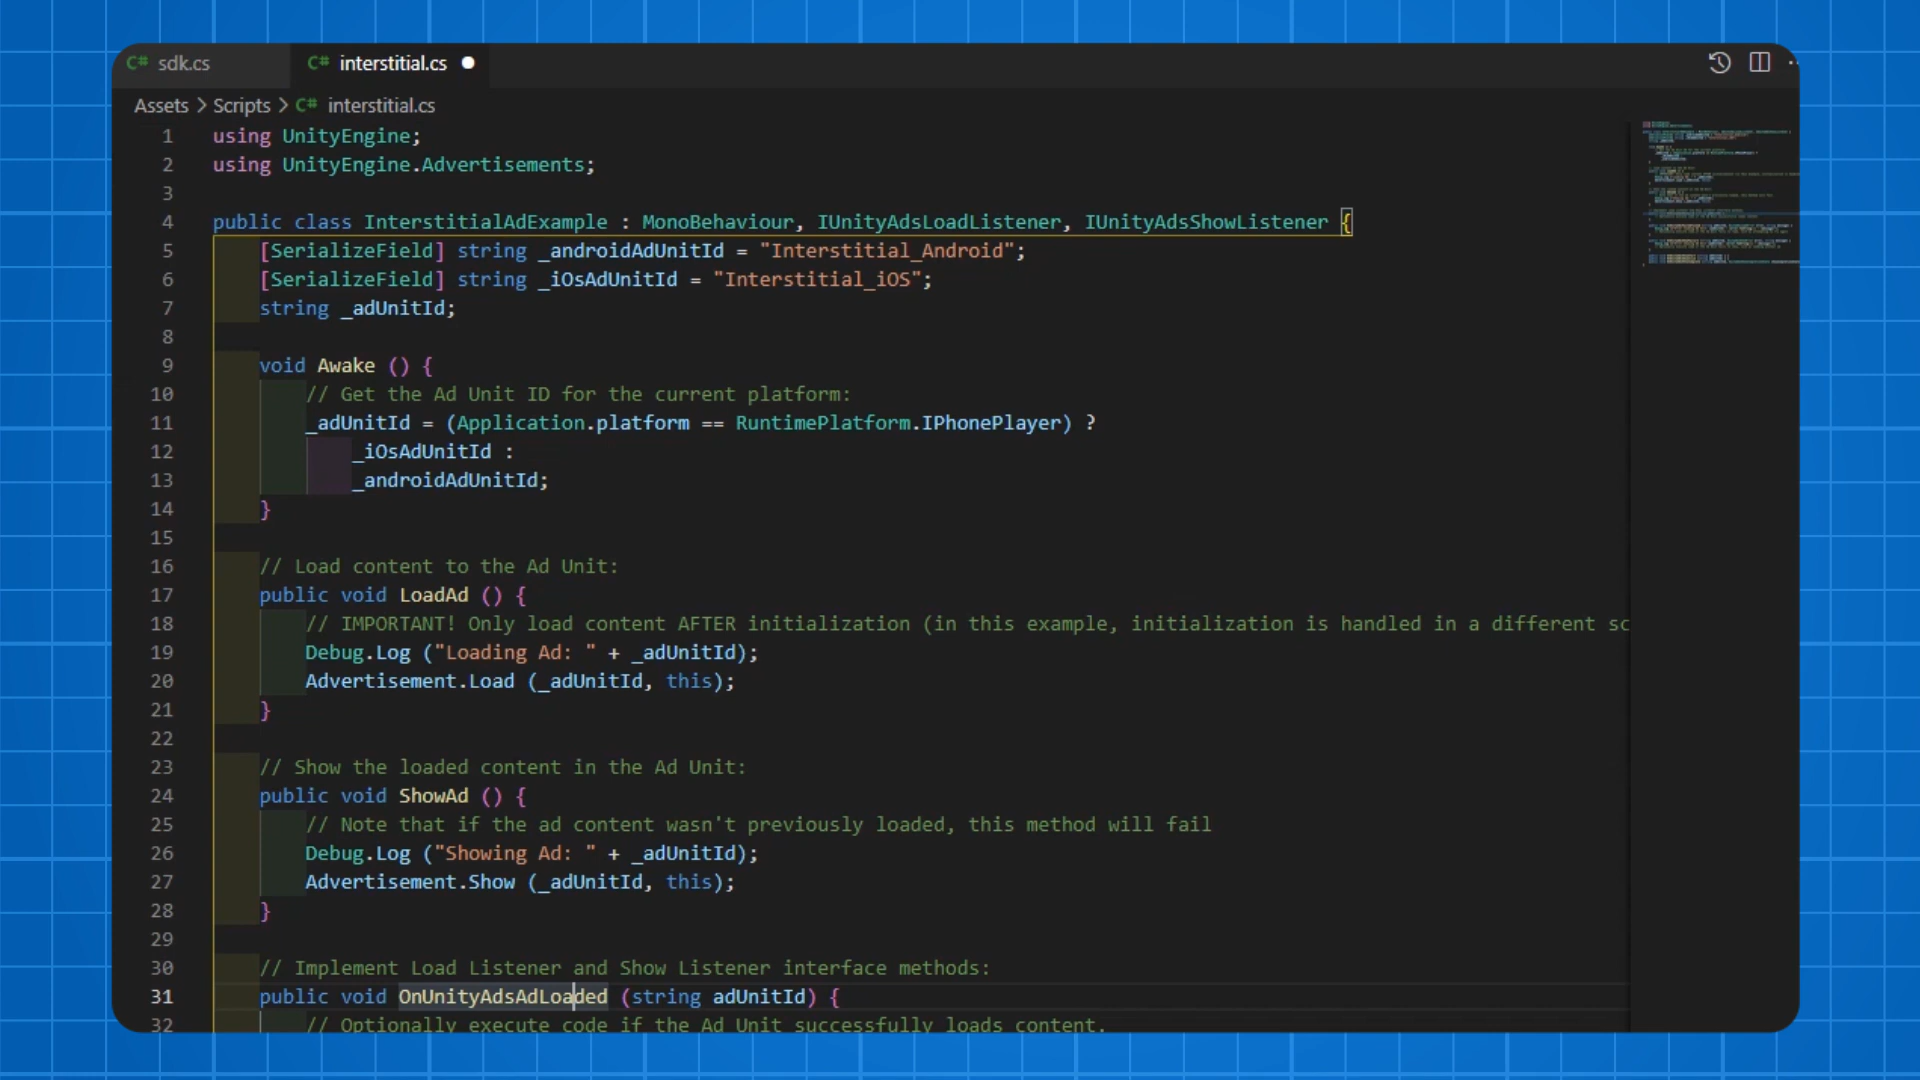 C# sdk.cs
C# interstitial.cs
Assets > Scripts > C# interstitial.cs
1 using UnityEngine;
2 using UnityEngine.Advertisements;
3
4 public class InterstitialAdExample : MonoBehaviour, IUnityAdsLoadListener, IUnityAdsShowListener {
5 [SerializeField] string _androidAdUnitId = "Interstitial_Android";
6 [SerializeField] string _iOsAdUnitId = "Interstitial_iOS";
7 string _adUnitId;
8
9 void Awake () {
10 // Get the Ad Unit ID for the current platform:
11 _adUnitId = (Application.platform == RuntimePlatform.IPhonePlayer) ?
12 _iOsAdUnitId :
13 _androidAdUnitId;
14 }
15
16 // Load content to the Ad Unit:
17 public void LoadAd () {
18 // IMPORTANT! Only load content AFTER initialization (in this example, initialization is handled in a different sc
19 Debug.Log ("Loading Ad: " + _adUnitId);
20 Advertisement.Load (_adUnitId, this);
21 }
22
23 // Show the loaded content in the Ad Unit:
24 public void ShowAd () {
25 // Note that if the ad content wasn't previously loaded, this method will fail
26 Debug.Log ("Showing Ad: " + _adUnitId);
27 Advertisement.Show (_adUnitId, this);
28 }
29
30 // Implement Load Listener and Show Listener interface methods:
31 public void OnUnityAdsAdLoaded (string adUnitId) {
32 // Optionally execute code if the Ad Unit successfully loads content.